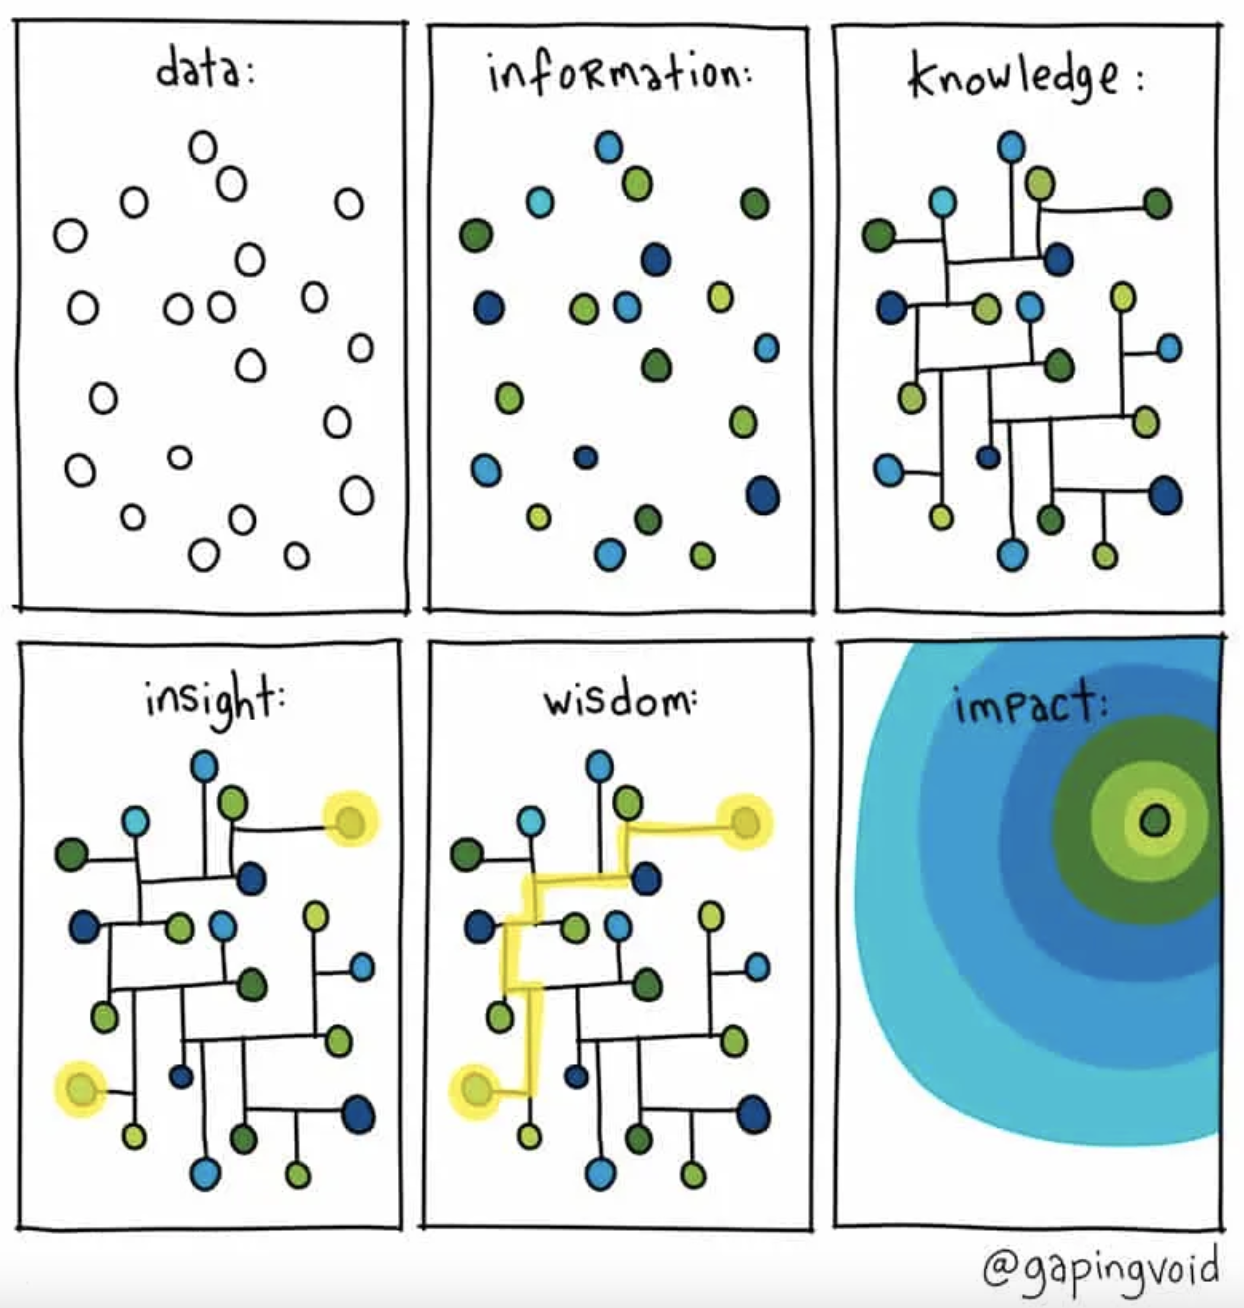 data:
information:
knowledge:
insight:
wisdom:
impact:
@gapingvoid